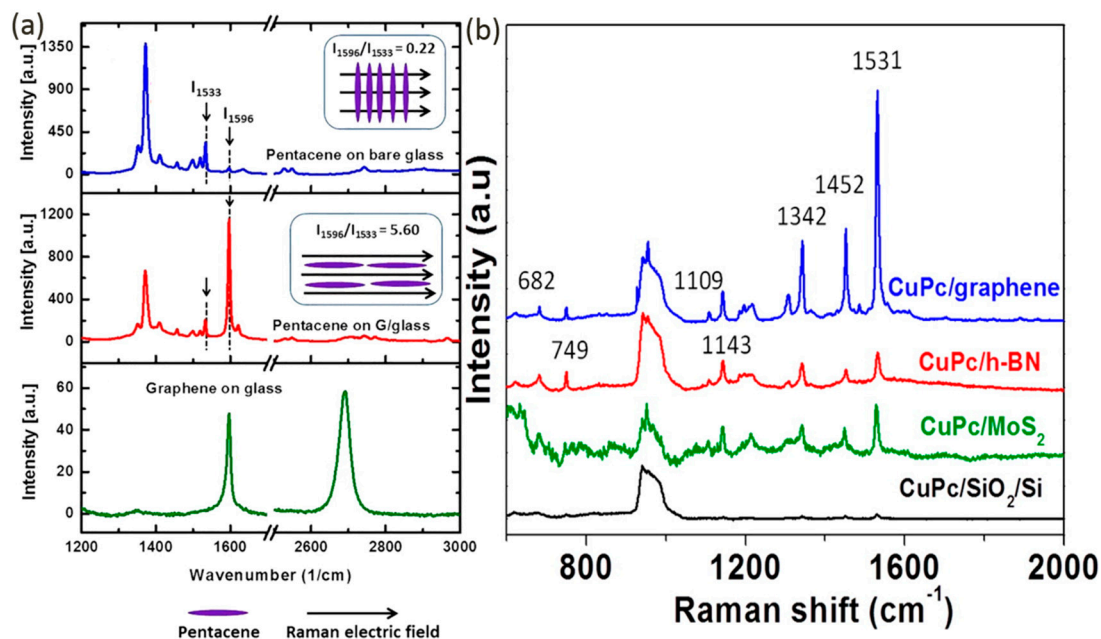 (a)
Intensity [a.u.]
1350
900
450
0
I1596/I1533 = 0.22
I1533
I1596
Pentacene on bare glass
Intensity [a.u.]
1200
800
400
0
I1596/I1533 = 5.60
Pentacene on G/glass
Intensity [a.u.]
60
40
20
0
Graphene on glass
1200 1400 1600 2600 2800 3000
Wavenumber (1/cm)
Pentacene Raman electric field
(b)
Intensity (a.u)
1531
1452
1342
682
1109
CuPc/graphene
749
1143
CuPc/h-BN
CuPc/MoS2
CuPc/SiO2/Si
800 1200 1600 2000
Raman shift (cm-1)